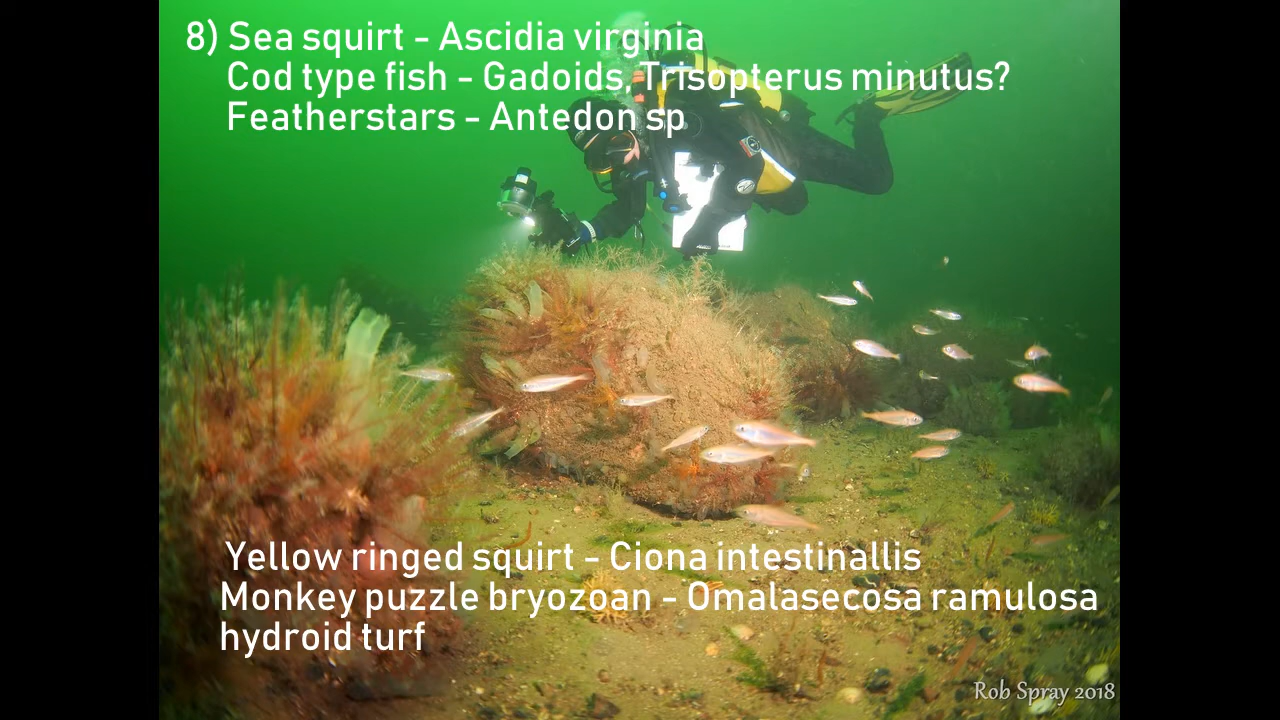 8) Sea squirt - Ascidia virginia
Cod type fish - Gadoids, Trisopterus minutus?
Featherstars - Antedon sp
Yellow ringed squirt - Ciona intestinallis
Monkey puzzle bryozoan - Omalasecosa ramulosa
hydroid turf
Rob Spray 2018